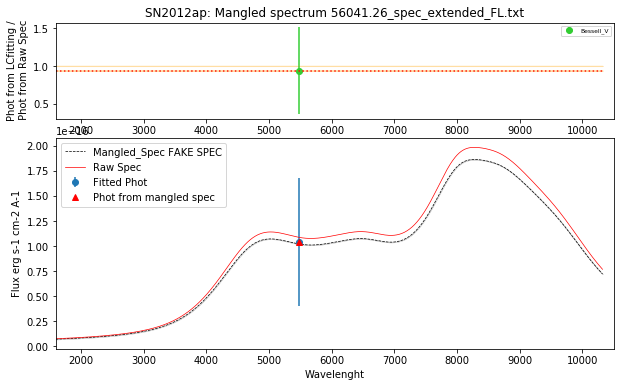 SN2012ap: Mangled spectrum 56041.26_spec_extended_FL.txt
Phot from LCfitting /
Phot from Raw Spec
1.5
1.0
0.5
Bessell_V
2000 3000 4000 5000 6000 7000 8000 9000 10000
1e−16
Flux erg s-1 cm-2 A-1
2.00
1.75
1.50
1.25
1.00
0.75
0.50
0.25
0.00
Mangled_Spec FAKE SPEC
Raw Spec
Fitted Phot
Phot from mangled spec
2000 3000 4000 5000 6000 7000 8000 9000 10000
Wavelenght